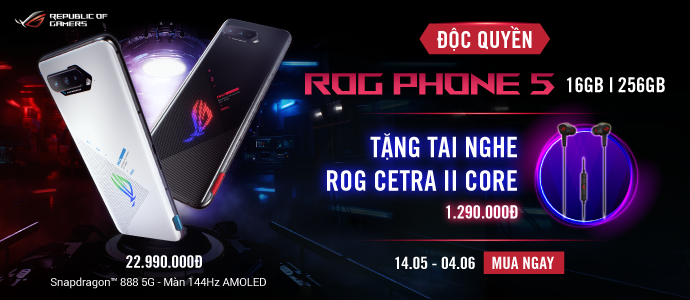 REPUBLIC OF
GAMERS
ĐỘC QUYỀN
ROG PHONE 5 16GB | 256GB
TẶNG TAI NGHE
ROG CETRA II CORE
1.290.000Đ
22.990.000Đ
Snapdragon™ 888 5G - Màn 144Hz AMOLED
14.05 - 04.06 MUA NGAY